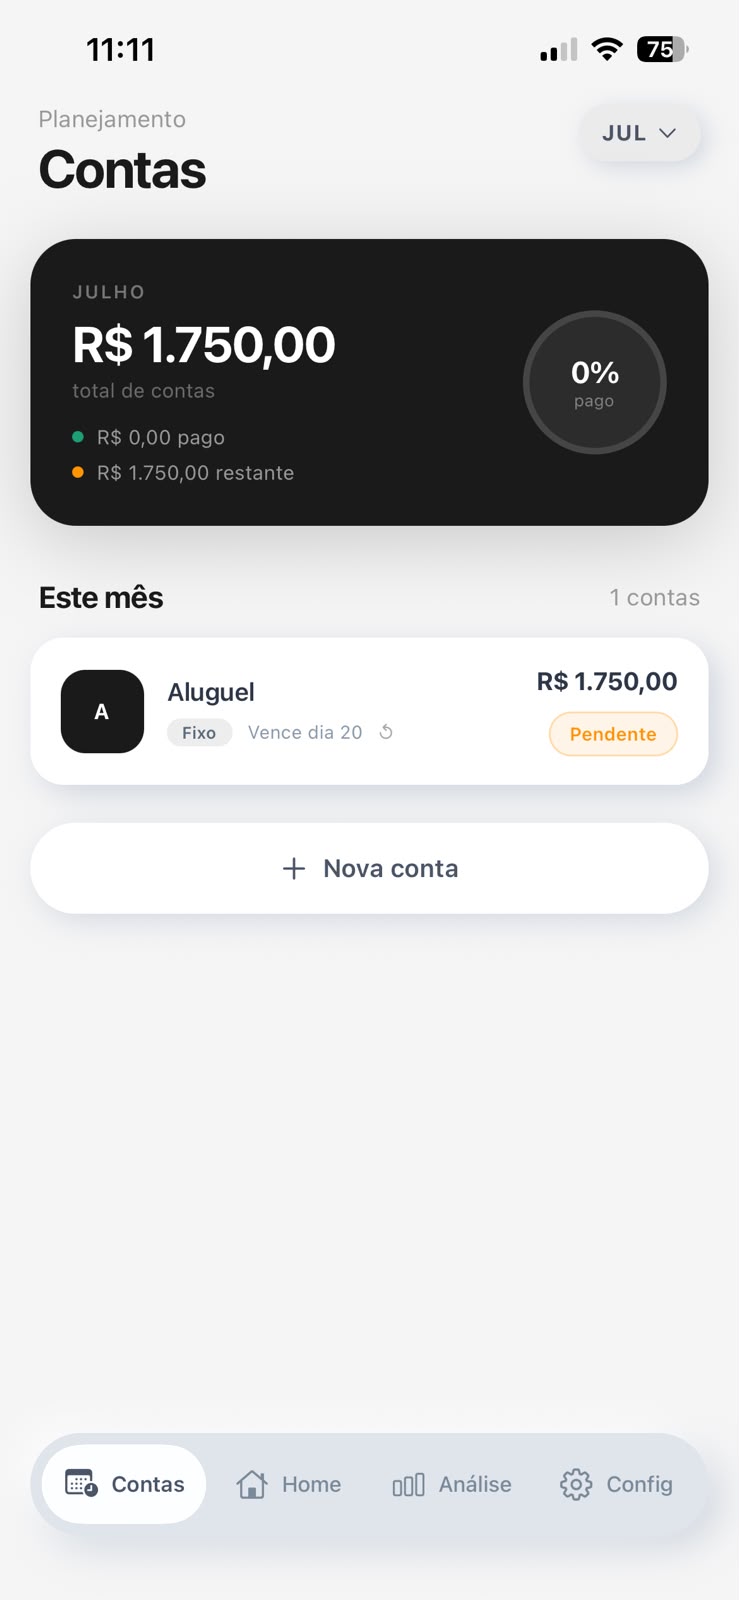 11:11
75
Planejamento
Contas
JUL
JULHO
R$ 1.750,00
total de contas
R$ 0,00 pago
R$ 1.750,00 restante
0%
pago
Este mês
1 contas
A
Aluguel
Fixo
Vence dia 20
R$ 1.750,00
Pendente
Nova conta
Contas
Home
Análise
Config